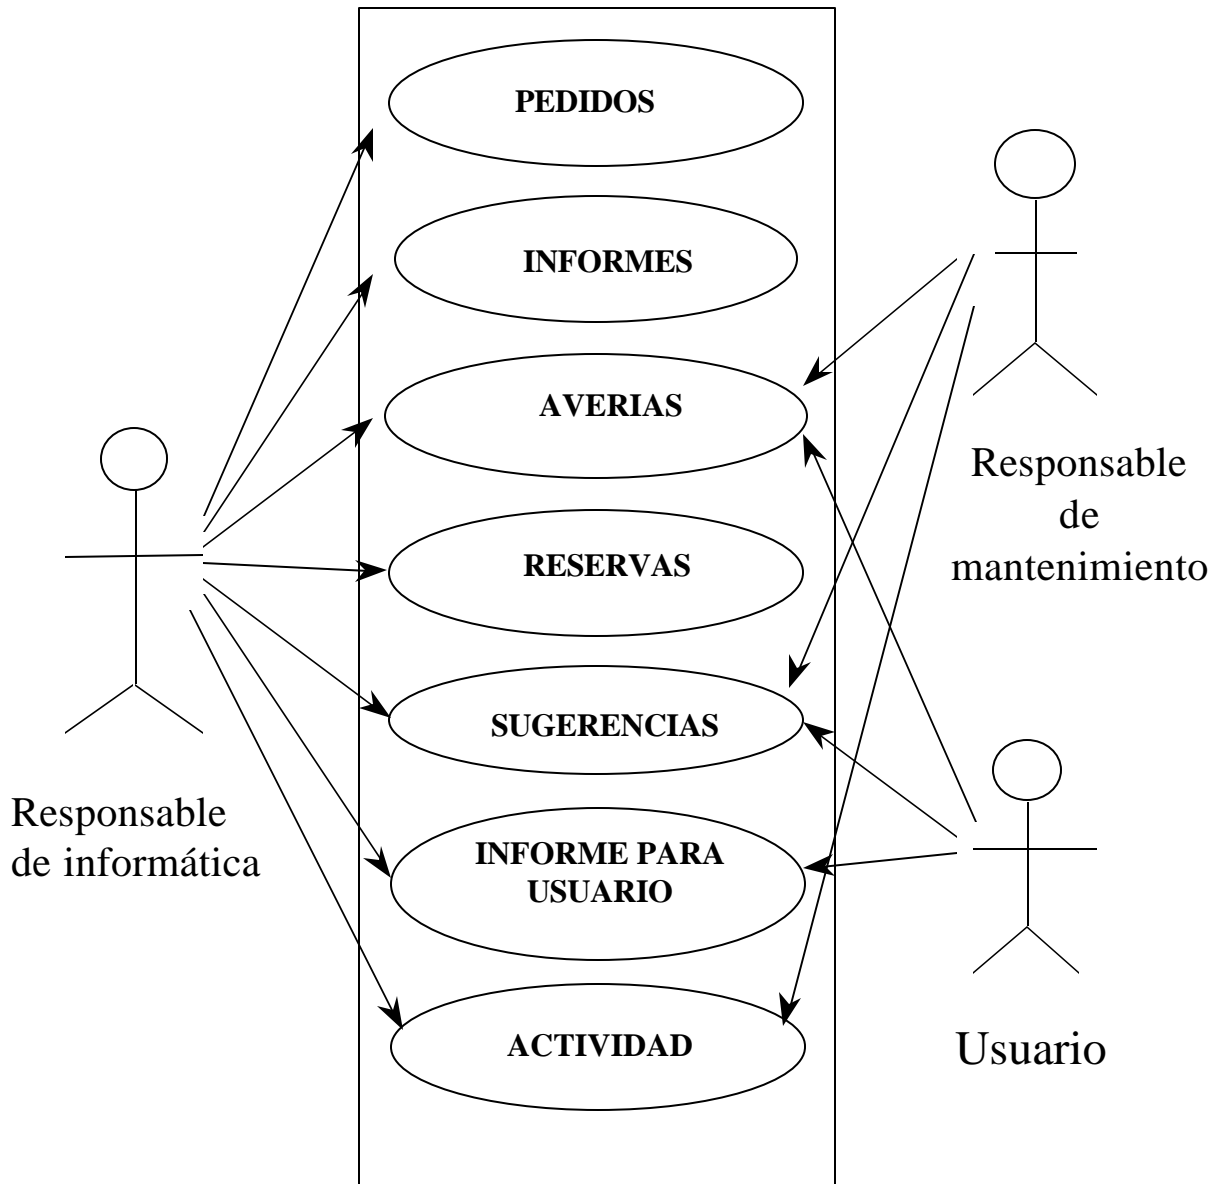 PEDIDOS
INFORMES
AVERIAS
RESERVAS
SUGERENCIAS
INFORME PARA
USUARIO
ACTIVIDAD
Responsable
de informática
Responsable
de
mantenimiento
Usuario